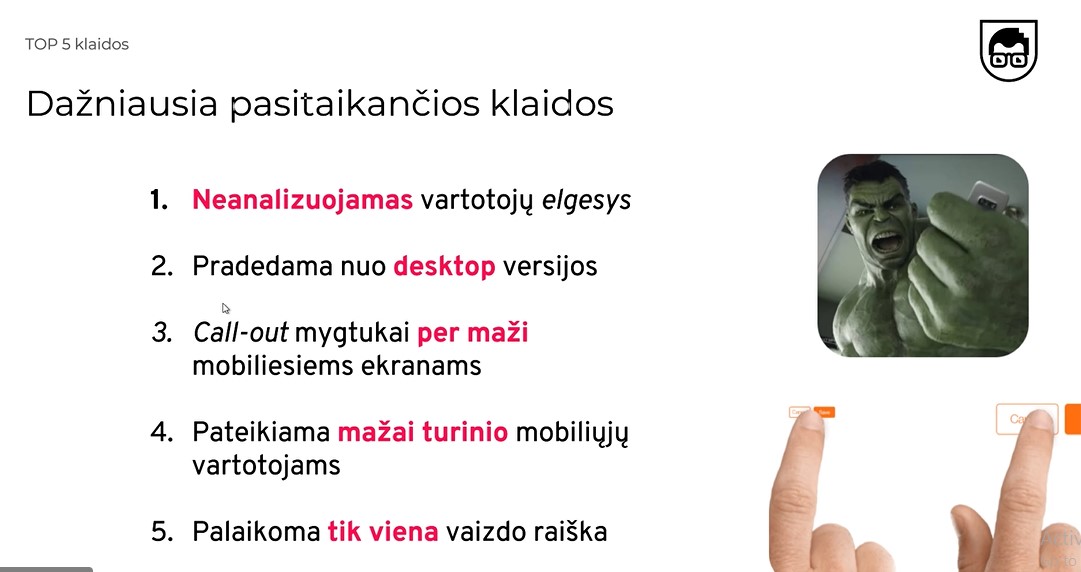 TOP 5 klaidos
Dažniausia pasitaikančios klaidos
1. Neanalizuojamas vartotojų elgesys
2. Pradedama nuo desktop versijos
3. Call-out mygtukai per maži
mobiliesiems ekranams
4. Pateikiama mažai turinio mobiliųjų
vartotojams
5. Palaikoma tik viena vaizdo raiška